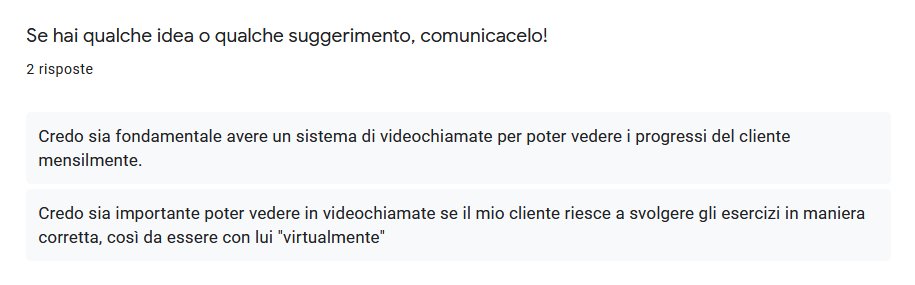 Se hai qualche idea o qualche suggerimento, comunicacelo!
2 risposte
Credo sia fondamentale avere un sistema di videochiamate per poter vedere i progressi del cliente
mensilmente.
Credo sia importante poter vedere in videochiamate se il mio cliente riesce a svolgere gli esercizi in maniera
corretta, così da essere con lui "virtualmente"